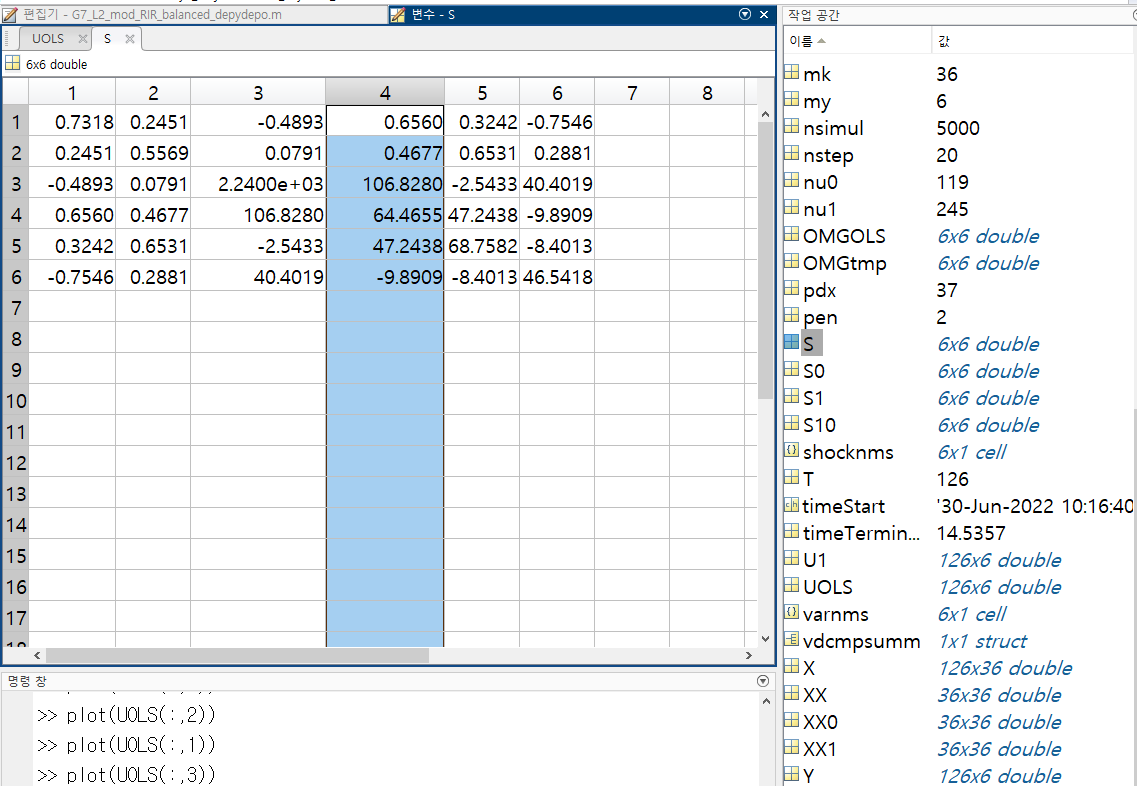 편집기 - G7_L2_mod_RIR_balanced_depydepo.m
변수 - S
UOLS
S
6x6 double
1 2 3 4 5 6 7 8
1 0.7318 0.2451 -0.4893 0.6560 0.3242 -0.7546
2 0.2451 0.5569 0.0791 0.4677 0.6531 0.2881
3 -0.4893 0.0791 2.2400e+03 106.8280 -2.5433 40.4019
4 0.6560 0.4677 106.8280 64.4655 47.2438 -9.8909
5 0.3242 0.6531 -2.5433 47.2438 68.7582 -8.4013
6 -0.7546 0.2881 40.4019 -9.8909 -8.4013 46.5418
7
8
9
10
11
12
13
14
15
16
17
명령 창
>> plot(UOLS(:,2))
>> plot(UOLS(:,1))
>> plot(UOLS(:,3))
작업 공간
이름 값
mk 36
my 6
nsimul 5000
nstep 20
nu0 119
nu1 245
OMGOLS 6x6 double
OMGtmp 6x6 double
pdx 37
pen 2
S 6x6 double
S0 6x6 double
S1 6x6 double
S10 6x6 double
shocknms 6x1 cell
T 126
timeStart '30-Jun-2022 10:16:40
timeTermin... 14.5357
U1 126x6 double
UOLS 126x6 double
varnms 6x1 cell
vdcmpsumm 1x1 struct
X 126x36 double
XX 36x36 double
XX0 36x36 double
XX1 36x36 double
Y 126x6 double